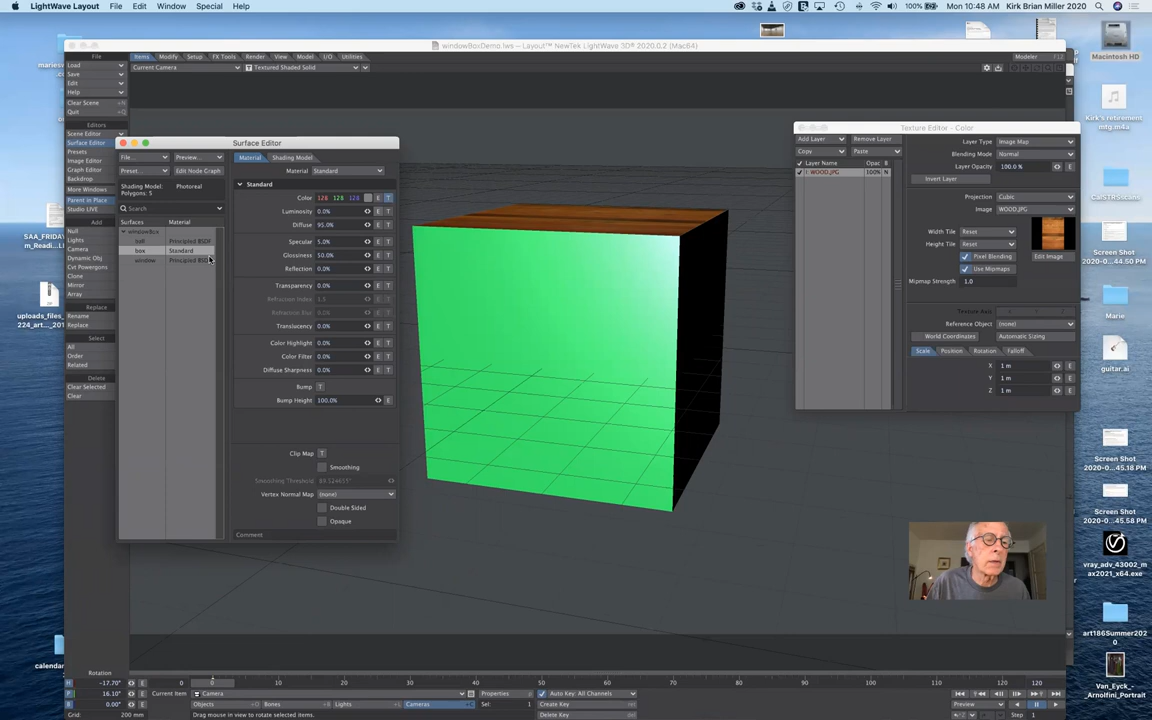 LightWave Layout File Edit Window Special Help
100% Mon 10:48 AM Kirk Brian Miller 2020
windowBoxDemo.lws – Layout™ NewTek LightWave 3D® 2020.0.2 (Mac64)
File
Items Modify Setup FX Tools Render View Model I/O Utilities
Modeler
Load
Current Camera
Textured Shaded Solid
Save
Edit
Help
Clear Scene
Quit
Editors
Scene Editor
Surface Editor
Presets
Image Editor
Graph Editor
Backdrop
More Windows
Parent in Place
Studio LIVE
Add
Null
Lights
Camera
Dynamic Obj
Cvt Powergons
Clone
Mirror
Array
Replace
Rename
Replace
Select
All
Order
Related
Delete
Clear Selected
Clear
Surface Editor
File...
Preview...
Material
Shading Model
Preset...
Edit Node Graph
Material
Standard
Shading Model:
Photoreal
Polygons: 5
Standard
Search
Surfaces
Material
windowBox
ball
Principled BSDF
box
Standard
window
Principled BSD
Color 128 128 128 E T
Luminosity 0.0% E T
Diffuse 95.0% E T
Specular 5.0% E T
Glossiness 50.0% E T
Reflection 0.0% E T
Transparency 0.0% E T
Refraction Index 1.5
Translucency 0.0% E T
Color Highlight 0.0% E T
Color Filter 0.0% E T
Diffuse Sharpness 0.0% E T
Bump T
Bump Height 100.0% E
Clip Map T
Smoothing
Smoothing Threshold
Vertex Normal Map (none)
Double Sided
Opaque
Comment
Texture Editor - Color
Add Layer
Remove Layer
Copy
Paste
Layer Name
Opac
B
WOOD.JPG
100%
N
Layer Type
Image Map
Blending Mode
Normal
Layer Opacity
100.0 %
Invert Layer
Projection
Cubic
Image
WOOD.JPG
Width Tile
Reset
Height Tile
Reset
Pixel Blending
Edit Image
Use Mipmaps
Mipmap Strength
1.0
Texture Axis
X
Y
Z
Reference Object
(none)
World Coordinates
Automatic Sizing
Scale
Position
Rotation
Falloff
X 1 m E
Y 1 m E
Z 1 m E
Macintosh HD
Kirk's retirement
mtg.m4a
CalSTRScans
Screen Shot
2020-0...44.50 PM
Marie
guitar.ai
Screen Shot
2020-0...45.18 PM
Screen Shot
2020-0...45.58 PM
vray_adv_43002_m
ax2021_x64.exe
art186Summer202
0
Van_Eyck_-
_Arnolfini_Portrait
SAA_FRIDAY
uploads_files_
calendar
Rotation
H -17.70° E
P 16.10° E
B 0.00° E
Grid: 200 mm
0
0 10 20 30 40 50 60 70 80 90 100 110 120
120
Current Item
Camera
Properties
Auto Key: All Channels
Objects
Bones
Lights
Cameras
Sel: 1
Create Key
Delete Key
Preview
Step 1
Drag mouse in view to rotate selected items.